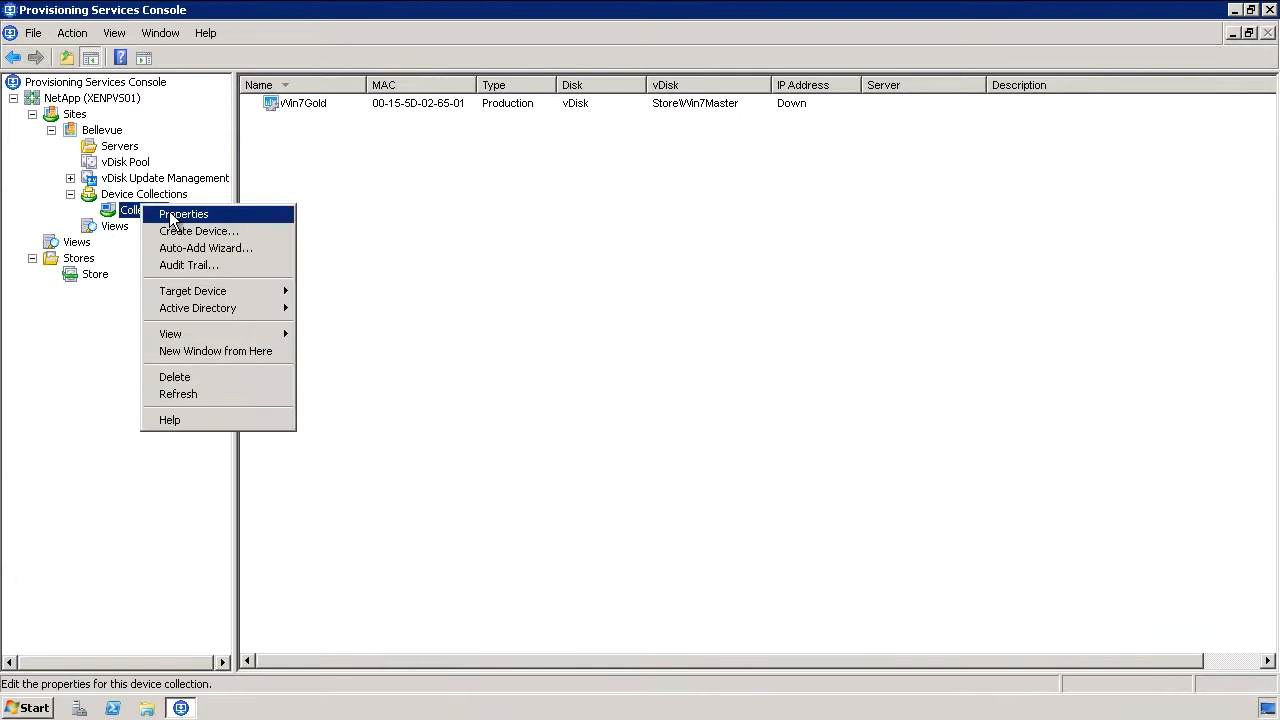 Provisioning Services Console
File Action View Window Help
Provisioning Services Console
NetApp (XENPVS01)
Sites
Bellevue
Servers
vDisk Pool
vDisk Update Management
Device Collections
Views
Views
Stores
Store
Properties
Create Device...
Auto-Add Wizard...
Audit Trail...
Target Device
Active Directory
View
New Window from Here
Delete
Refresh
Help
Name MAC Type Disk vDisk IP Address Server Description
Win7Gold 00-15-5D-02-65-01 Production vDisk Store\Win7Master Down
Edit the properties for this device collection.
Start